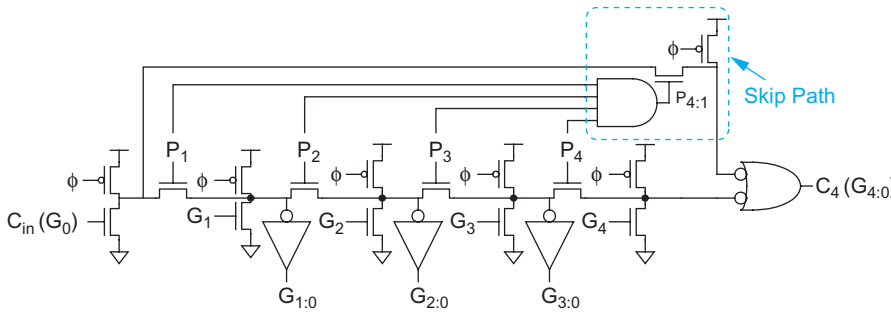 ϕ
ϕ
P4:1
Skip Path
P1
P2
P3
P4
ϕ
ϕ
ϕ
ϕ
Cin (G0)
G1
G2
G3
G4
C4 (G4:0)
G1:0
G2:0
G3:0